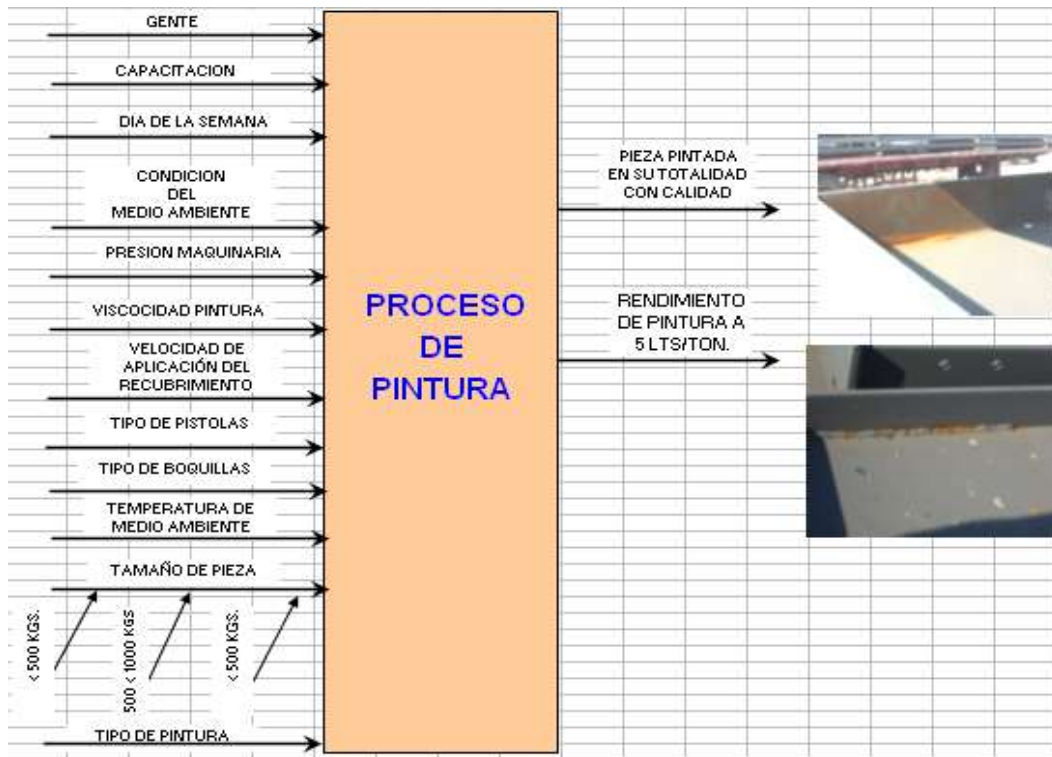 GENTE
CAPACITACION
DIA DE LA SEMANA
CONDICION
DEL
MEDIO AMBIENTE
PRESION MAQUINARIA
VISCOCIDAD PINTURA
VELOCIDAD DE
APLICACIÓN DEL
RECUBRIMIENTO
TIPO DE PISTOLAS
TIPO DE BOQUILLAS
TEMPERATURA DE
MEDIO AMBIENTE
TAMAÑO DE PIEZA
< 500 KGS.
500 < 1000 KGS
< 500 KGS.
TIPO DE PINTURA
PROCESO
DE
PINTURA
PIEZA PINTADA
EN SU TOTALIDAD
CON CALIDAD
RENDIMIENTO
DE PINTURA A
5 LTS/TON.